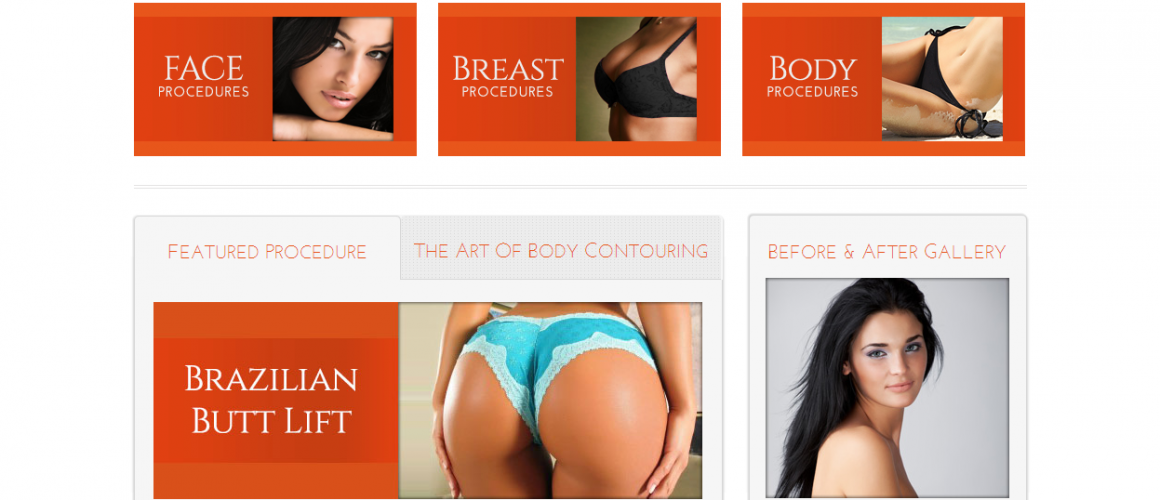 FACE
PROCEDURES
BREAST
PROCEDURES
BODY
PROCEDURES
FEATURED PROCEDURE
THE ART OF BODY CONTOURING
BEFORE & AFTER GALLERY
BRAZILIAN
BUTT LIFT